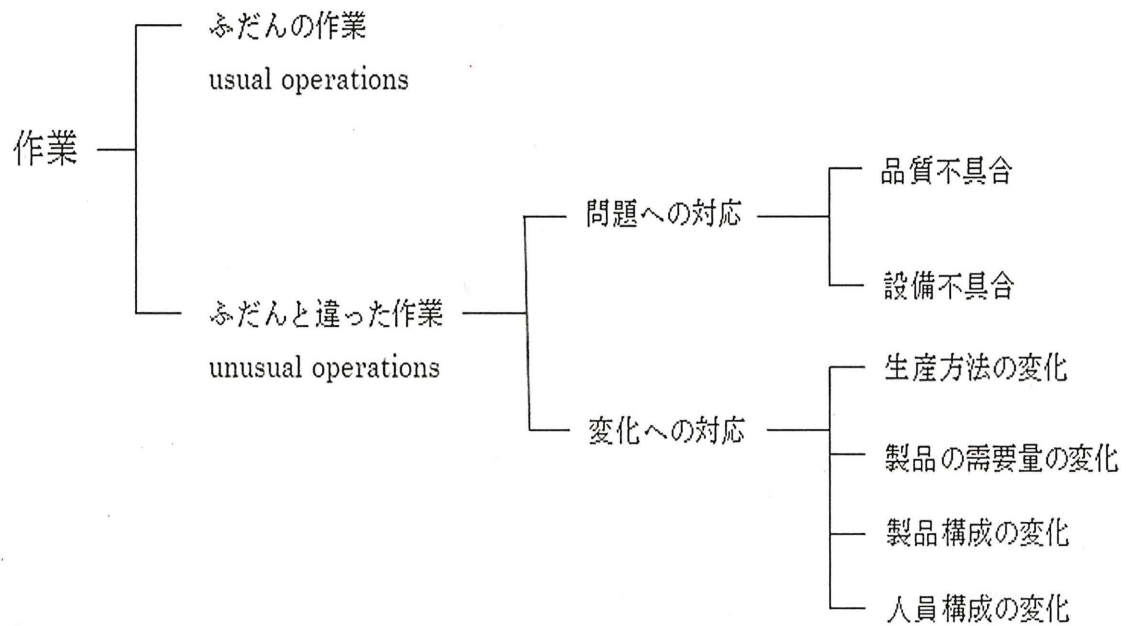 ふだんの作業
usual operations
作業
品質不具合
問題への対応
設備不具合
ふだんと違った作業
unusual operations
生産方法の変化
変化への対応
製品の需要量の変化
製品構成の変化
人員構成の変化